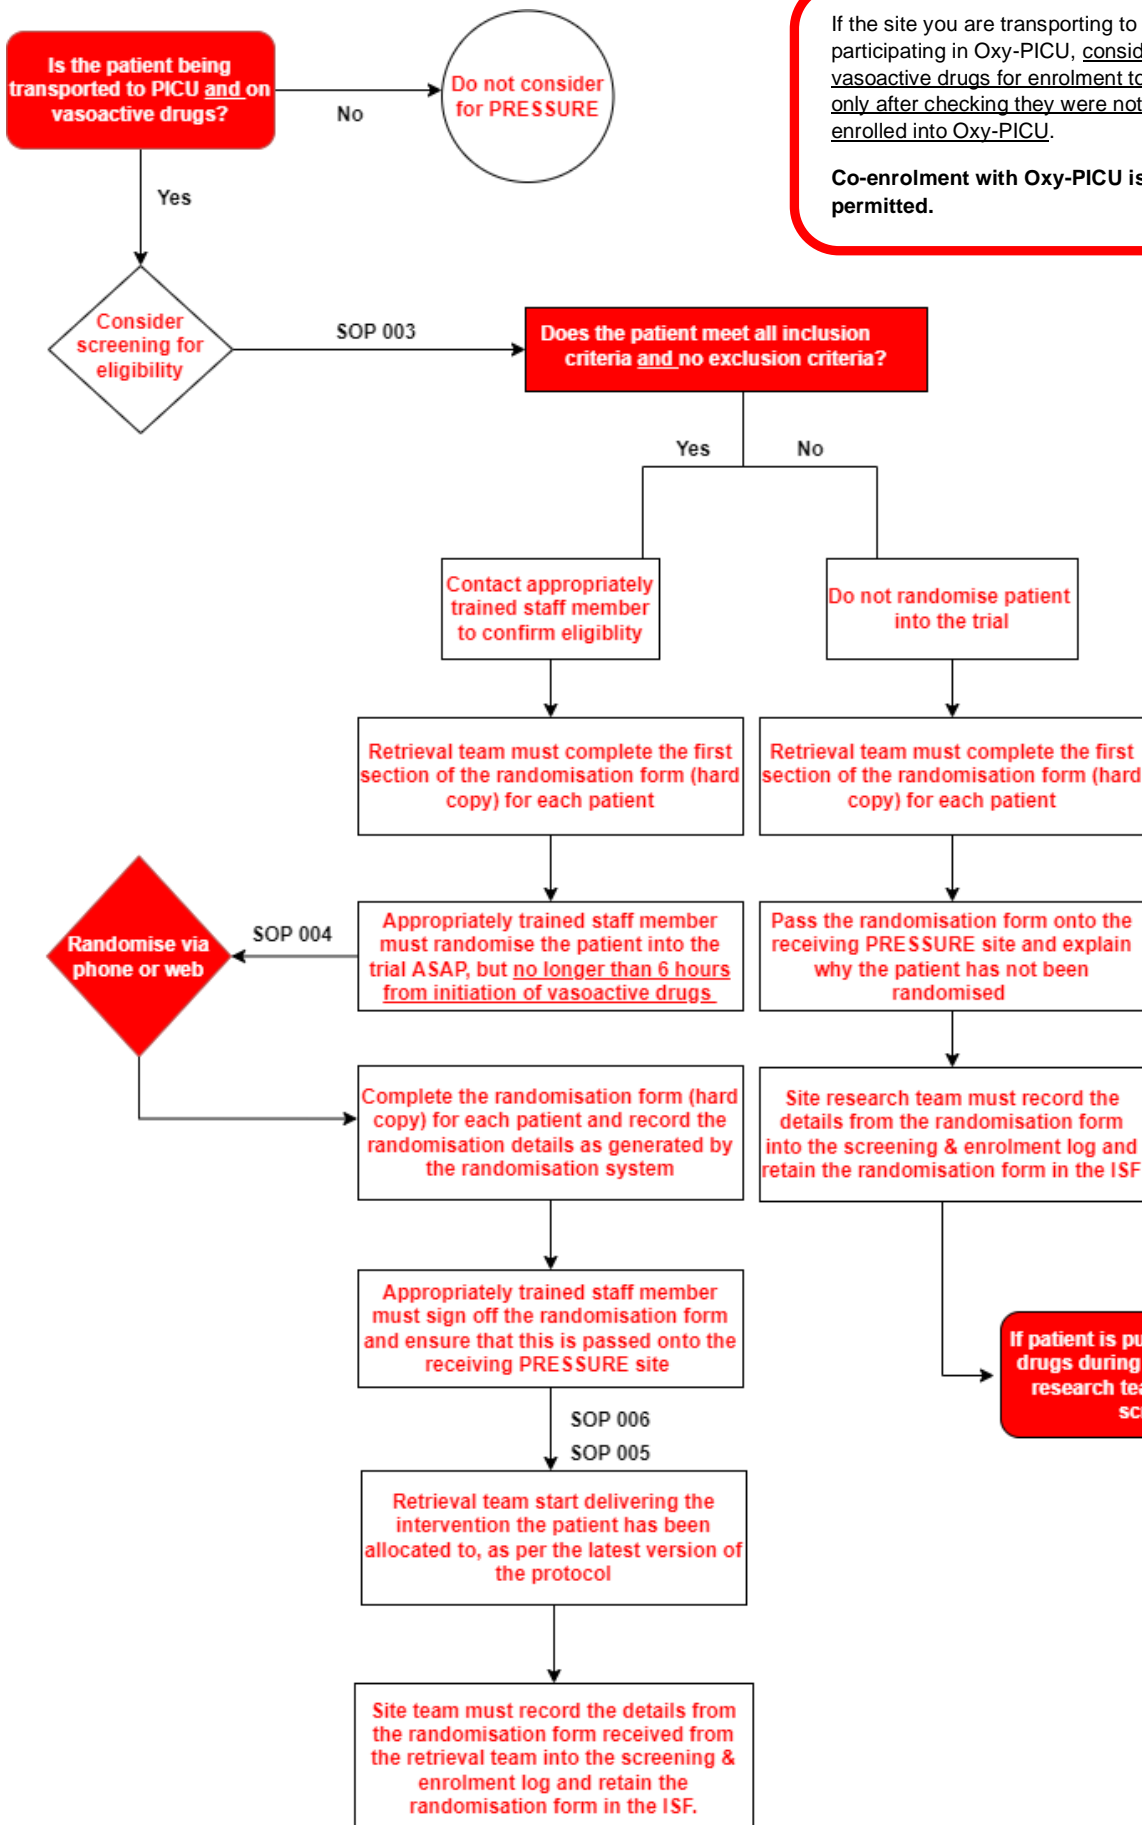 Is the patient being
transported to PICU and on
vasoactive drugs?
No
Do not consider
for PRESSURE
If the site you are transporting to
participating in Oxy-PICU, consid
vasoactive drugs for enrolment to
only after checking they were not
enrolled into Oxy-PICU.
Co-enrolment with Oxy-PICU is
permitted.
Yes
Consider
screening for
eligibility
SOP 003
Does the patient meet all inclusion
criteria and no exclusion criteria?
Yes
No
Contact appropriately
trained staff member
to confirm eligiblity
Do not randomise patient
into the trial
Retrieval team must complete the first
section of the randomisation form (hard
copy) for each patient
Retrieval team must complete the first
section of the randomisation form (hard
copy) for each patient
Randomise via
phone or web
SOP 004
Appropriately trained staff member
must randomise the patient into the
trial ASAP, but no longer than 6 hours
from initiation of vasoactive drugs
Pass the randomisation form onto the
receiving PRESSURE site and explain
why the patient has not been
randomised
Complete the randomisation form (hard
copy) for each patient and record the
randomisation details as generated by
the randomisation system
Site research team must record the
details from the randomisation form
into the screening & enrolment log and
retain the randomisation form in the ISF
Appropriately trained staff member
must sign off the randomisation form
and ensure that this is passed onto the
receiving PRESSURE site
If patient is pu
drugs during
research tea
scr
SOP 006
SOP 005
Retrieval team start delivering the
intervention the patient has been
allocated to, as per the latest version of
the protocol
Site team must record the details from
the randomisation form received from
the retrieval team into the screening &
enrolment log and retain the
randomisation form in the ISF.